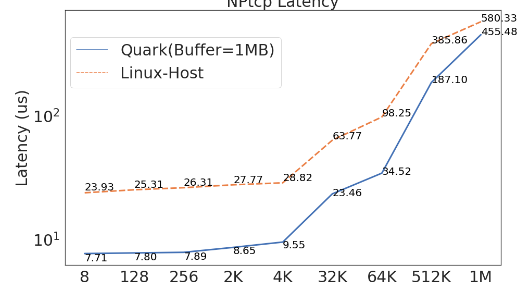 NPtcp Latency
Quark(Buffer=1MB)
Linux-Host
Latency (us)
10²
10¹
23.93 25.31 26.31 27.77 28.82 63.77 98.25 385.86 580.33
7.71 7.80 7.89 8.65 9.55 23.46 34.52 187.10 455.48
8 128 256 2K 4K 32K 64K 512K 1M